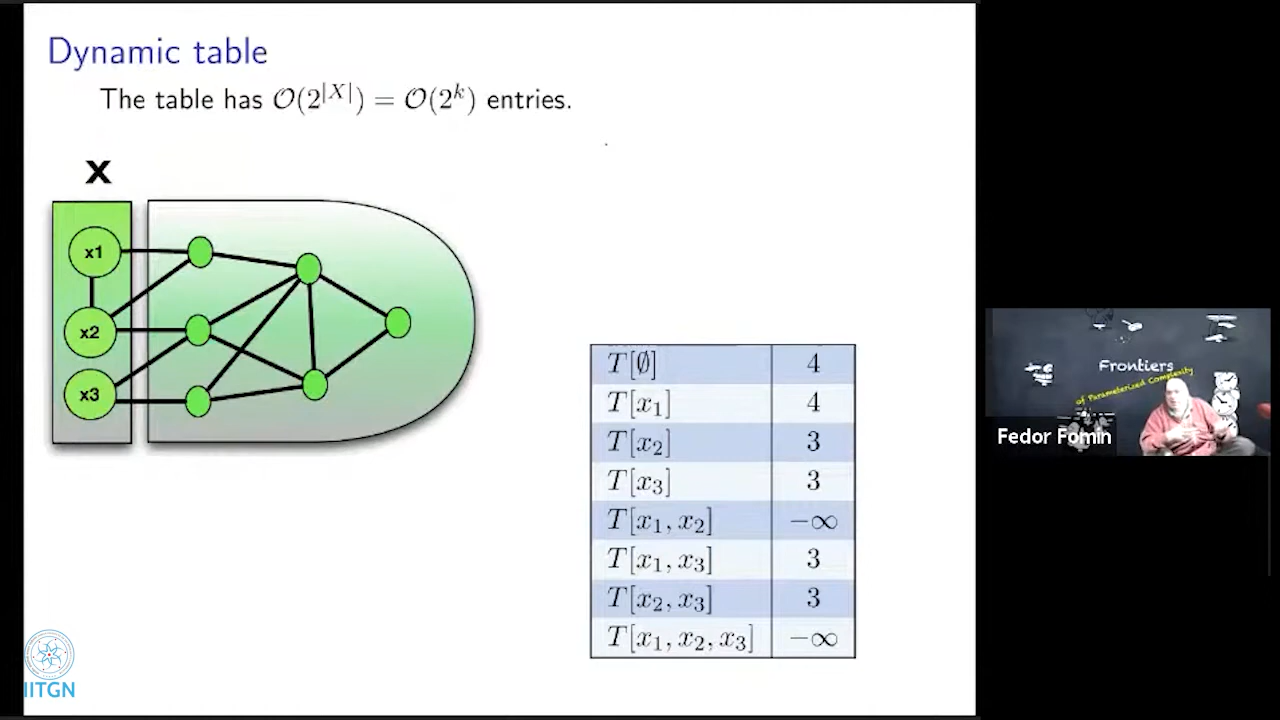 Dynamic table
The table has O(2^{|X|}) = O(2^k) entries.
X
x1
x2
x3
T[∅] 4
T[x₁] 4
T[x₂] 3
T[x₃] 3
T[x₁, x₂] −∞
T[x₁, x₃] 3
T[x₂, x₃] 3
T[x₁, x₂, x₃] −∞
Frontiers
of Parameterized Complexity
Fedor Fomin
IITGN